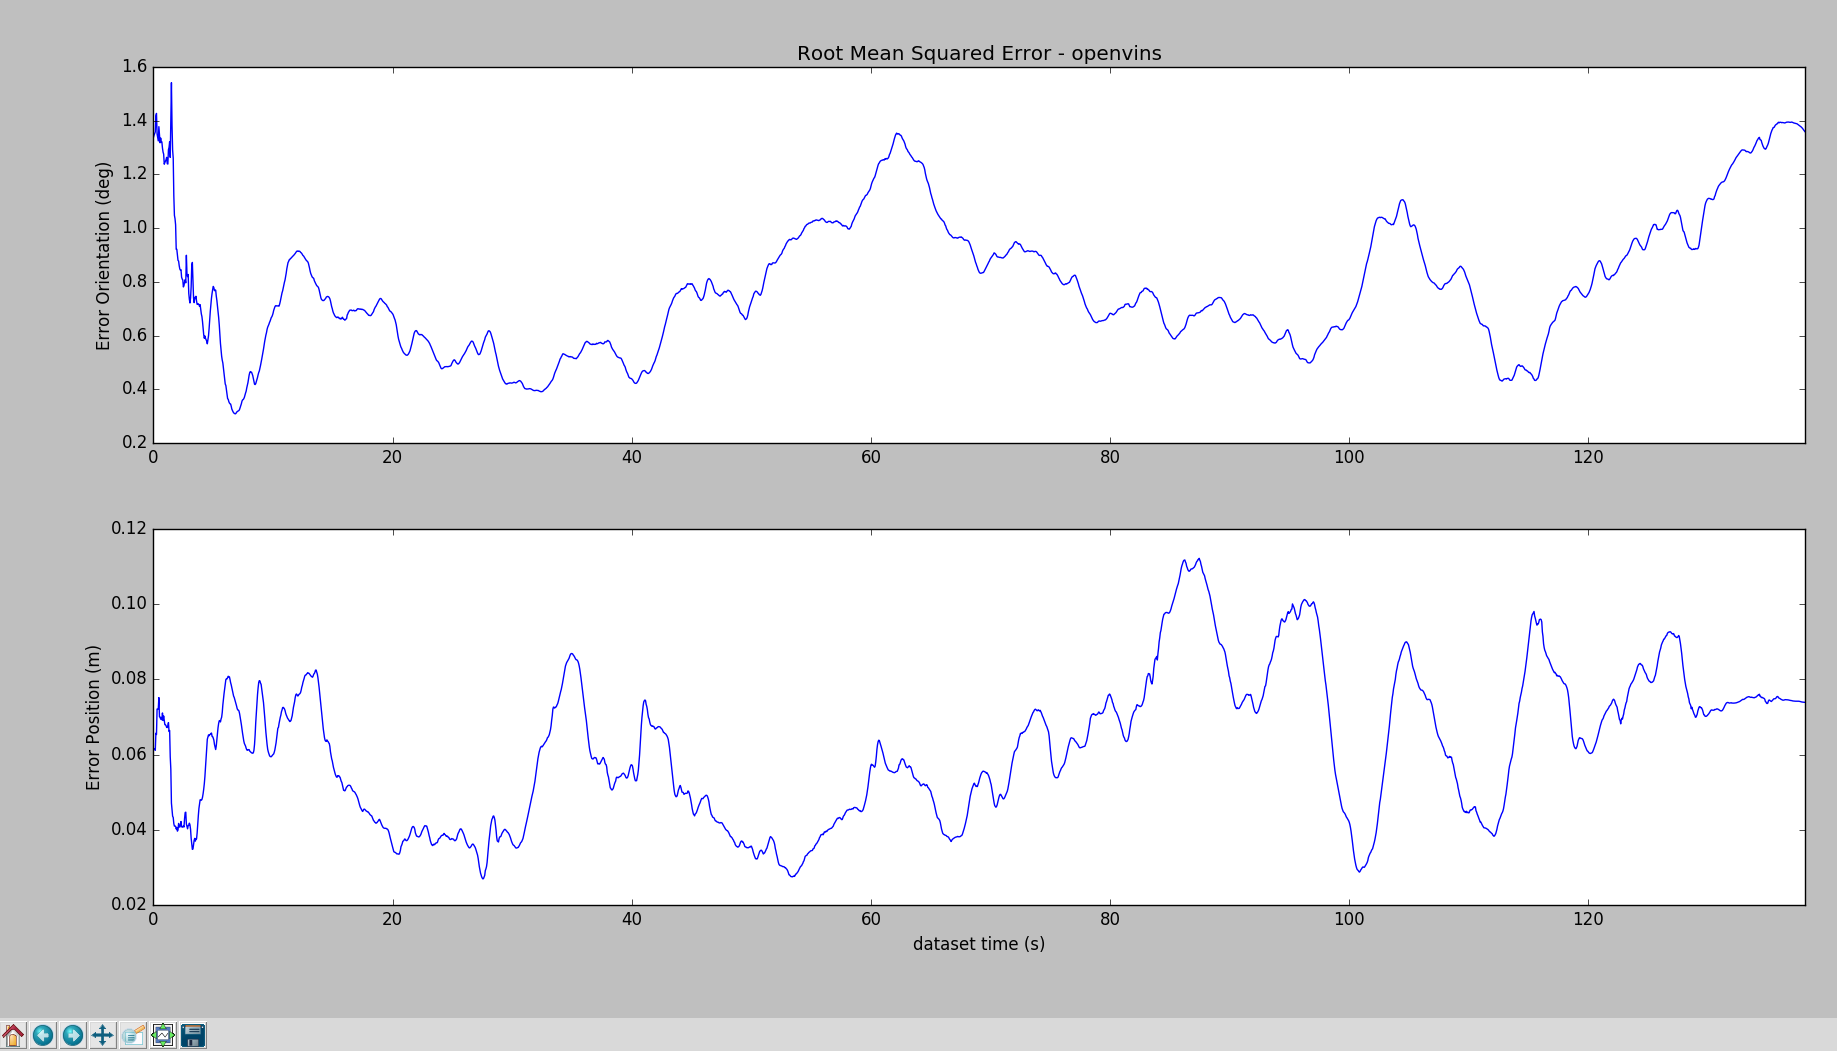 Root Mean Squared Error - openvins
1.6
1.4
1.2
1.0
0.8
0.6
0.4
0.2
Error Orientation (deg)
0 20 40 60 80 100 120
0.12
0.10
0.08
0.06
0.04
0.02
Error Position (m)
0 20 40 60 80 100 120
dataset time (s)